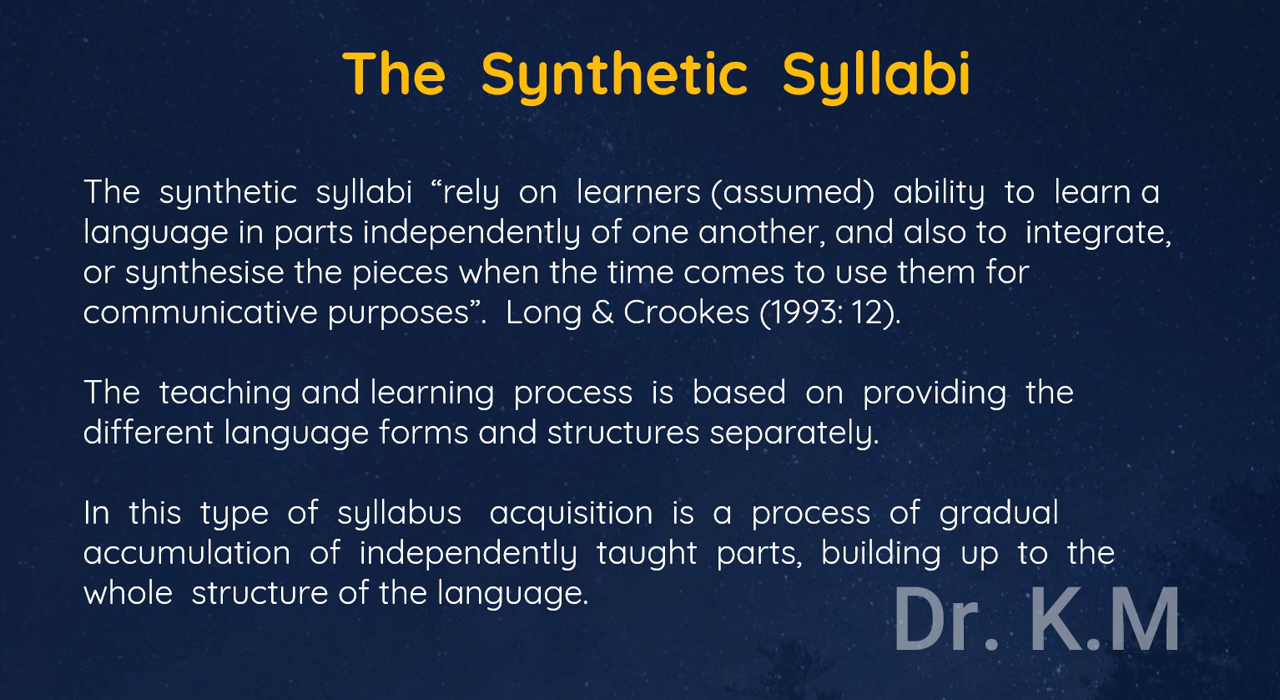 The Synthetic Syllabi
The synthetic syllabi “rely on learners (assumed) ability to learn a
language in parts independently of one another, and also to integrate,
or synthesise the pieces when the time comes to use them for
communicative purposes”. Long & Crookes (1993: 12).
The teaching and learning process is based on providing the
different language forms and structures separately.
In this type of syllabus acquisition is a process of gradual
accumulation of independently taught parts, building up to the
whole structure of the language.
Dr. K.M